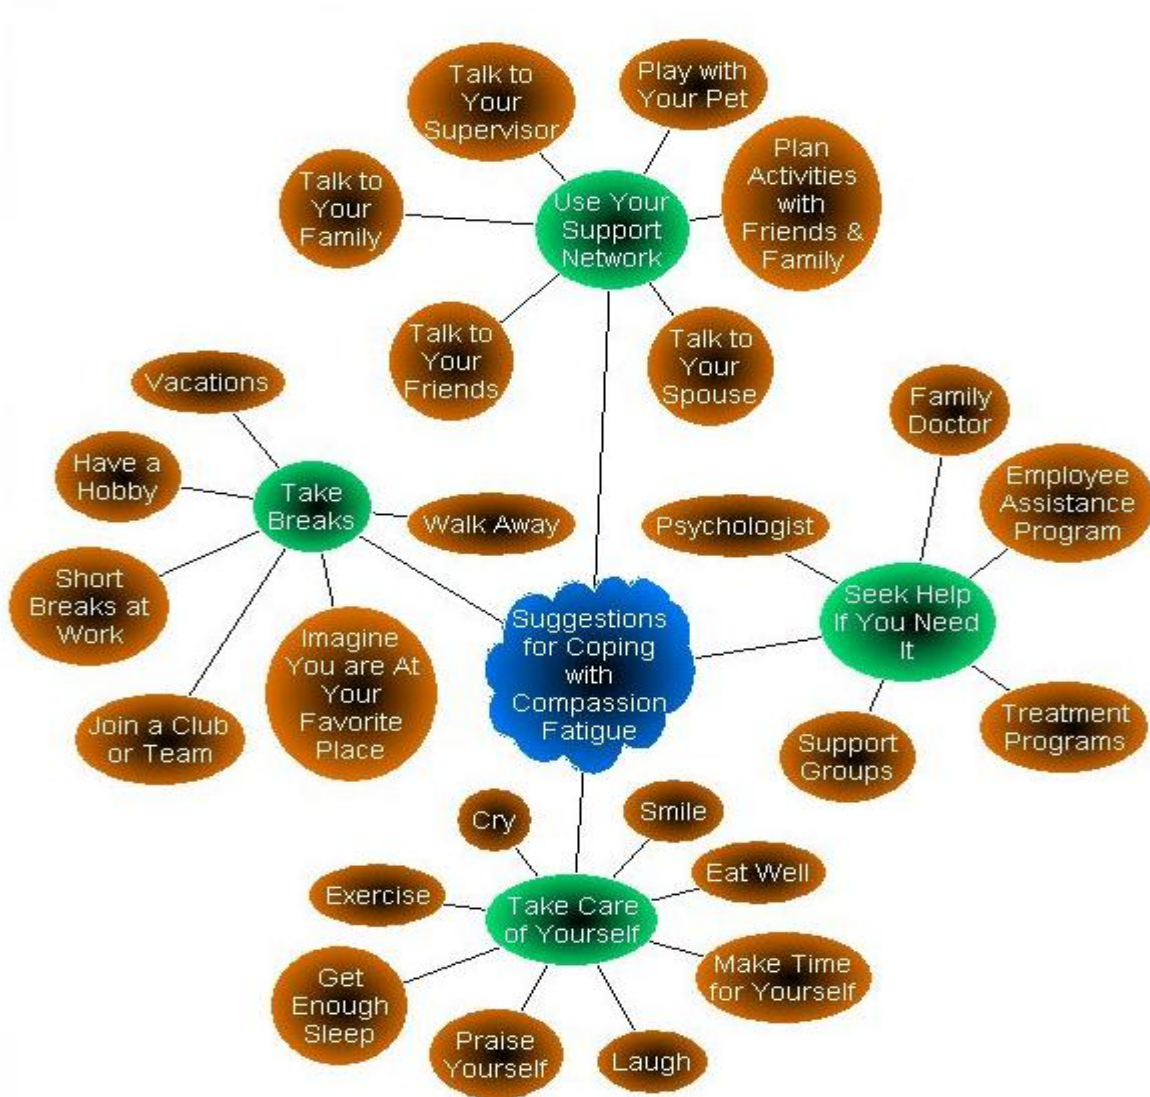 Talk to
Your
Supervisor
Play with
Your Pet
Plan
Activities
with
Friends &
Family
Talk to
Your
Family
Use Your
Support
Network
Talk to
Your
Friends
Talk to
Your
Spouse
Vacations
Have a
Hobby
Take
Breaks
Walk Away
Short
Breaks at
Work
Join a Club
or Team
Imagine
You are At
Your
Favorite
Place
Suggestions
for Coping
with
Compassion
Fatigue
Family
Doctor
Employee
Assistance
Program
Psychologist
Seek Help
If You Need
It
Support
Groups
Treatment
Programs
Cry
Smile
Exercise
Eat Well
Take Care
of Yourself
Get
Enough
Sleep
Make Time
for Yourself
Praise
Yourself
Laugh